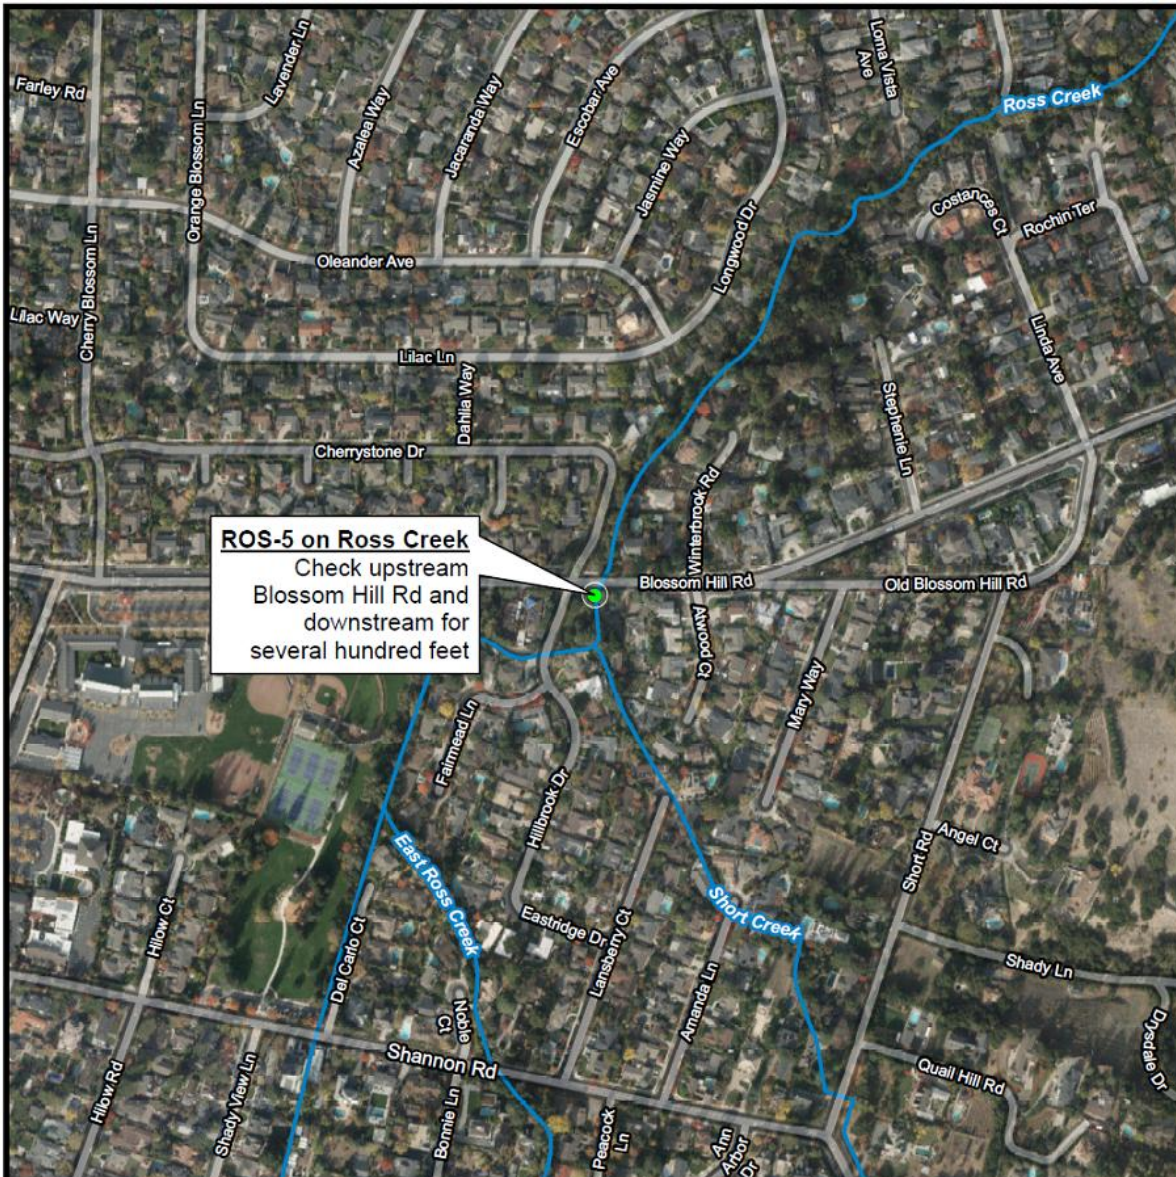 Farley Rd
Lavender Ln
Orange Blossom Ln
Azalea Way
Jacaranda Way
Escobar Ave
Jasmine Way
Loma Vista
Ave
Ross Creek
Costances Ct
Rochin Ter
Longwood Dr
Oleander Ave
Cherry Blossom Ln
Lilac Way
Lilac Ln
Linda Ave
Dahlia Way
Stephenie Ln
Cherrystone Dr
Winterbrook Rd
ROS-5 on Ross Creek
Check upstream
Blossom Hill Rd and
downstream for
several hundred feet
Blossom Hill Rd
Old Blossom Hill Rd
Atwood Ct
Mary Way
Fairmead Ln
Hillbrook Dr
East Ross Creek
Short Creek
Short Rd
Angel Ct
Hilow Ct
Del Carlo Ct
Eastridge Dr
Lansberry Ct
Amanda Ln
Shady Ln
Noble
Ct
Shannon Rd
Drysdale Dr
Quail Hill Rd
Hilow Rd
Shady View Ln
Bonnie Ln
Peacock
Ln
Ann
Arbor
Dr